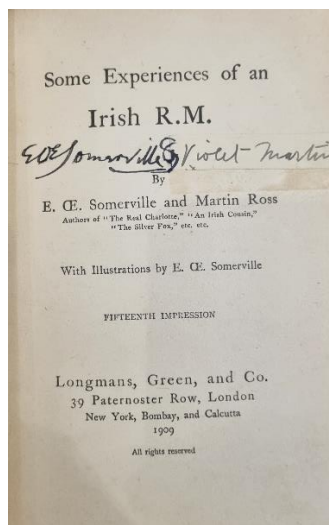 Some Experiences of an
Irish R.M.
EŒSomerville & Violet Martin
By
E. Œ. Somerville and Martin Ross
Authors of "The Real Charlotte," "An Irish Cousin,"
"The Silver Fox," etc. etc.
With Illustrations by E. Œ. Somerville
FIFTEENTH IMPRESSION
Longmans, Green, and Co.
39 Paternoster Row, London
New York, Bombay, and Calcutta
1909
All rights reserved